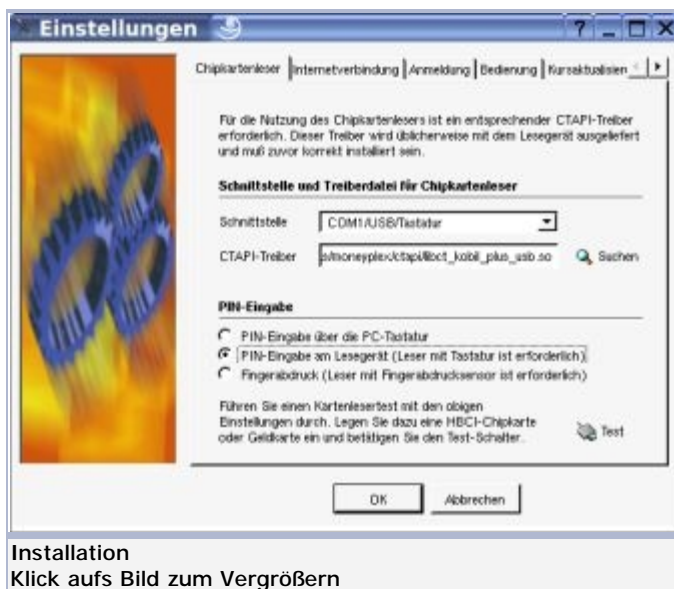 Einstellungen
Chipkartenleser Internetverbindung Anmeldung Bedienung Kursaktualisier
Für die Nutzung des Chipkartenlesers ist ein entsprechender CTAPI-Treiber
erforderlich. Dieser Treiber wird üblicherweise mit dem Lesegerät ausgeliefert
und muß zuvor korrekt installiert sein.
Schnittstelle und Treiberdatei für Chipkartenleser
Schnittstelle COM1/USB/Tastatur
CTAPI-Treiber s/moneyplex/ctapi/libct_kobil_plus_usb.so Suchen
PIN-Eingabe
PIN-Eingabe über die PC-Tastatur
PIN-Eingabe am Lesegerät (Leser mit Tastatur ist erforderlich)
Fingerabdruck (Leser mit Fingerabdrucksensor ist erforderlich)
Führen Sie einen Kartenlesertest mit den obigen
Einstellungen durch. Legen Sie dazu eine HBCI-Chipkarte
oder Geldkarte ein und betätigen Sie den Test-Schalter. Test
OK Abbrechen
Installation
Klick aufs Bild zum Vergrößern